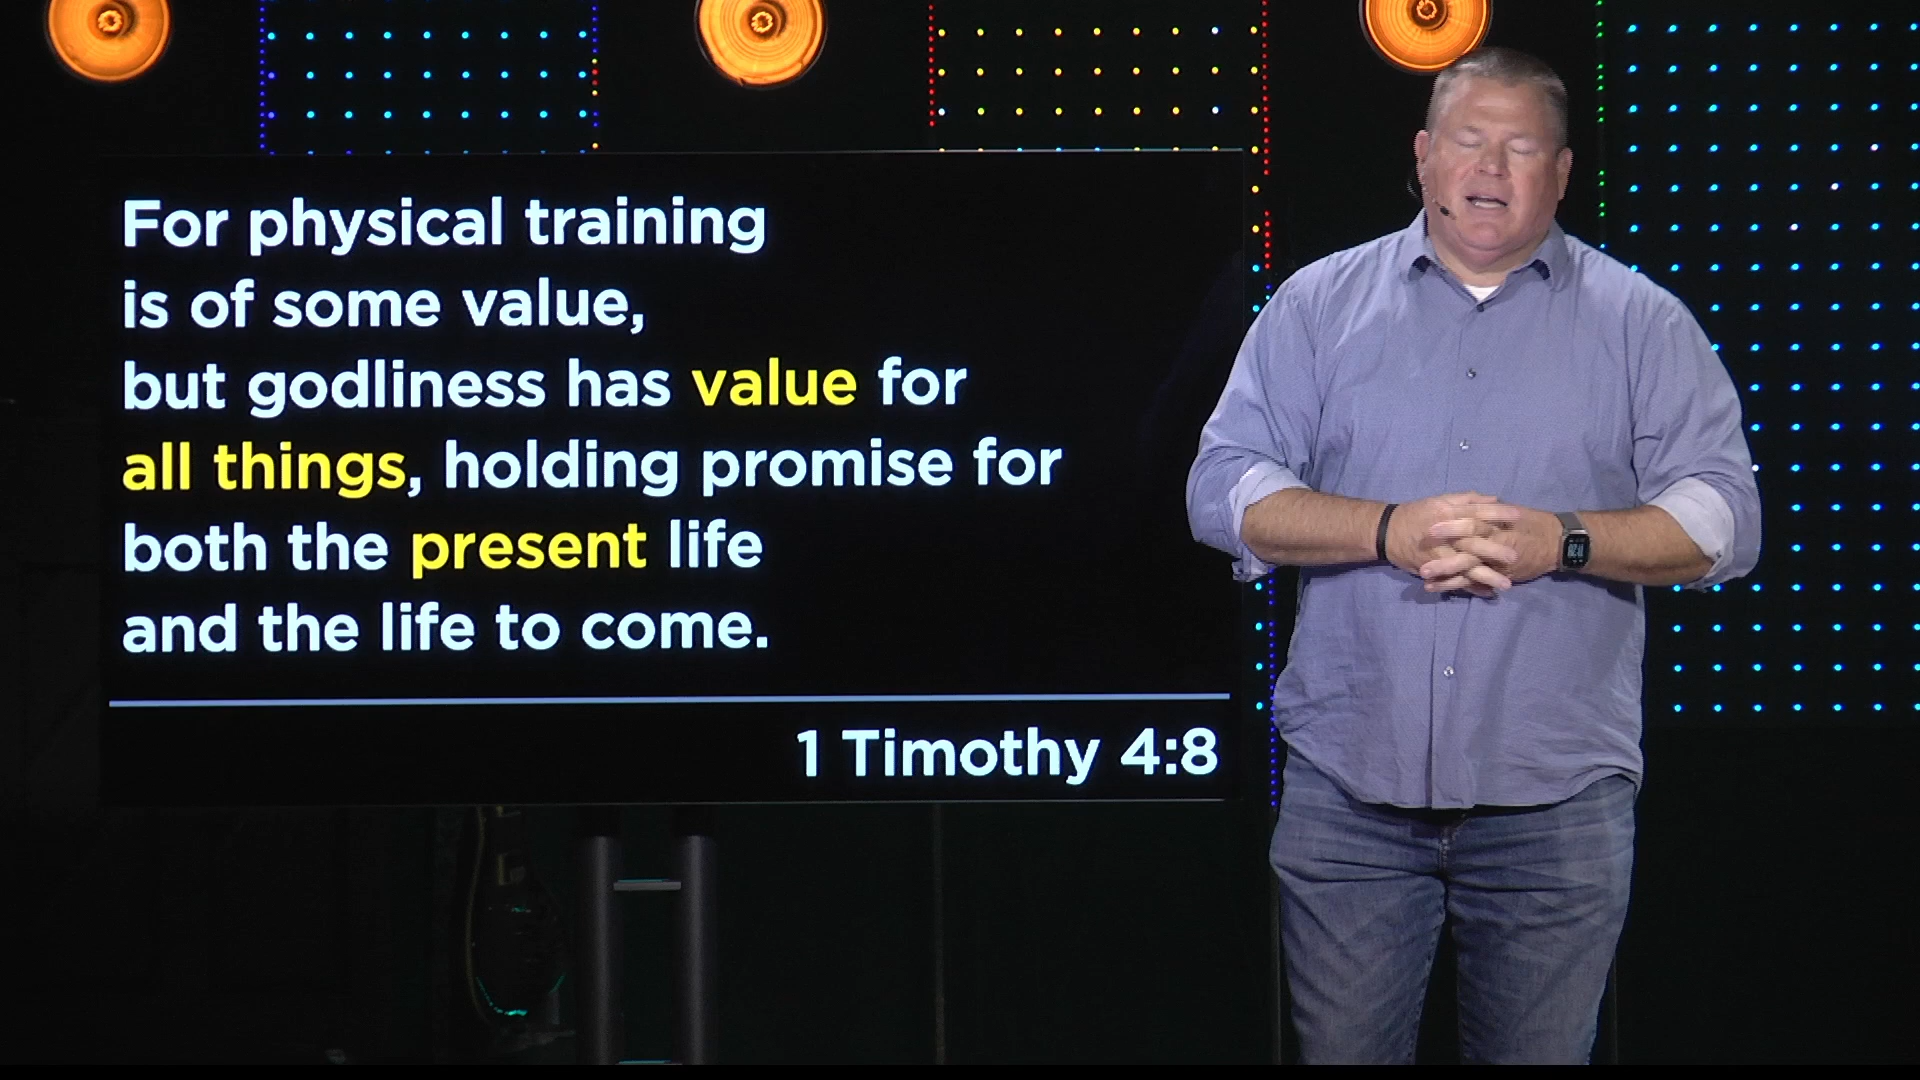 For physical training
is of some value,
but godliness has value for
all things, holding promise for
both the present life
and the life to come.
1 Timothy 4:8